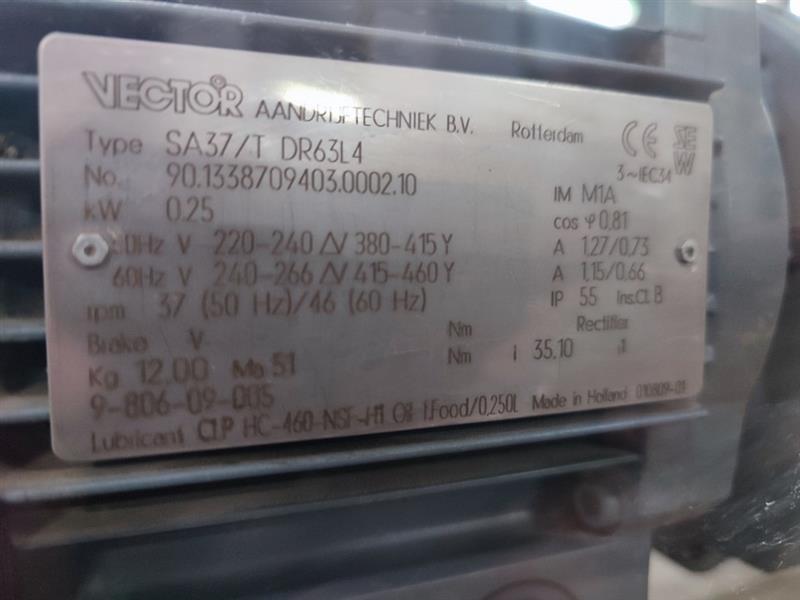 VECTOR AANDRIJFTECHNIEK B.V. Rotterdam CE SEW
Type SA37/T DR63L4 3~IEC34
No. 90.1338709403.0002.10 IM M1A
kW 0.25 cos φ 0.81
50Hz V 220-240 △/V 380-415 Y A 1,27/0,73
60Hz V 240-266 △/V 415-460 Y A 1,15/0,66
rpm 37 (50 Hz)/46 (60 Hz) IP 55 Ins.Cl. B
Brake V Nm Rectifier
Kg 12.00 Ma 51 Nm i 35.10 :1
9-806-09-005
Lubricant CLP HC-460-NSF-H1 Oil f.Food/0,250L Made in Holland 010809-01